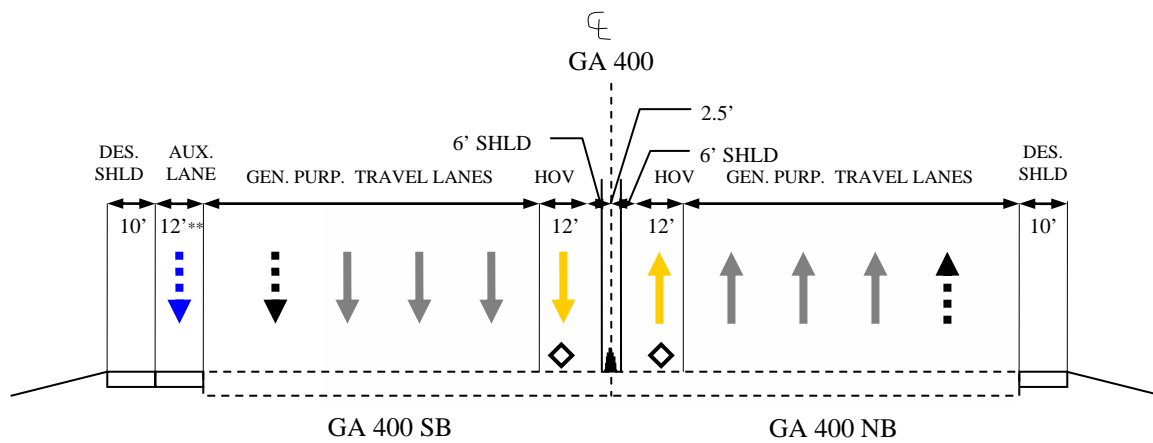 ℄
GA 400
2.5’
6’ SHLD
6’ SHLD
DES.
SHLD
AUX.
LANE
GEN. PURP. TRAVEL LANES
HOV
HOV
GEN. PURP. TRAVEL LANES
DES.
SHLD
10’
12’**
12’
12’
10’
GA 400 SB
GA 400 NB